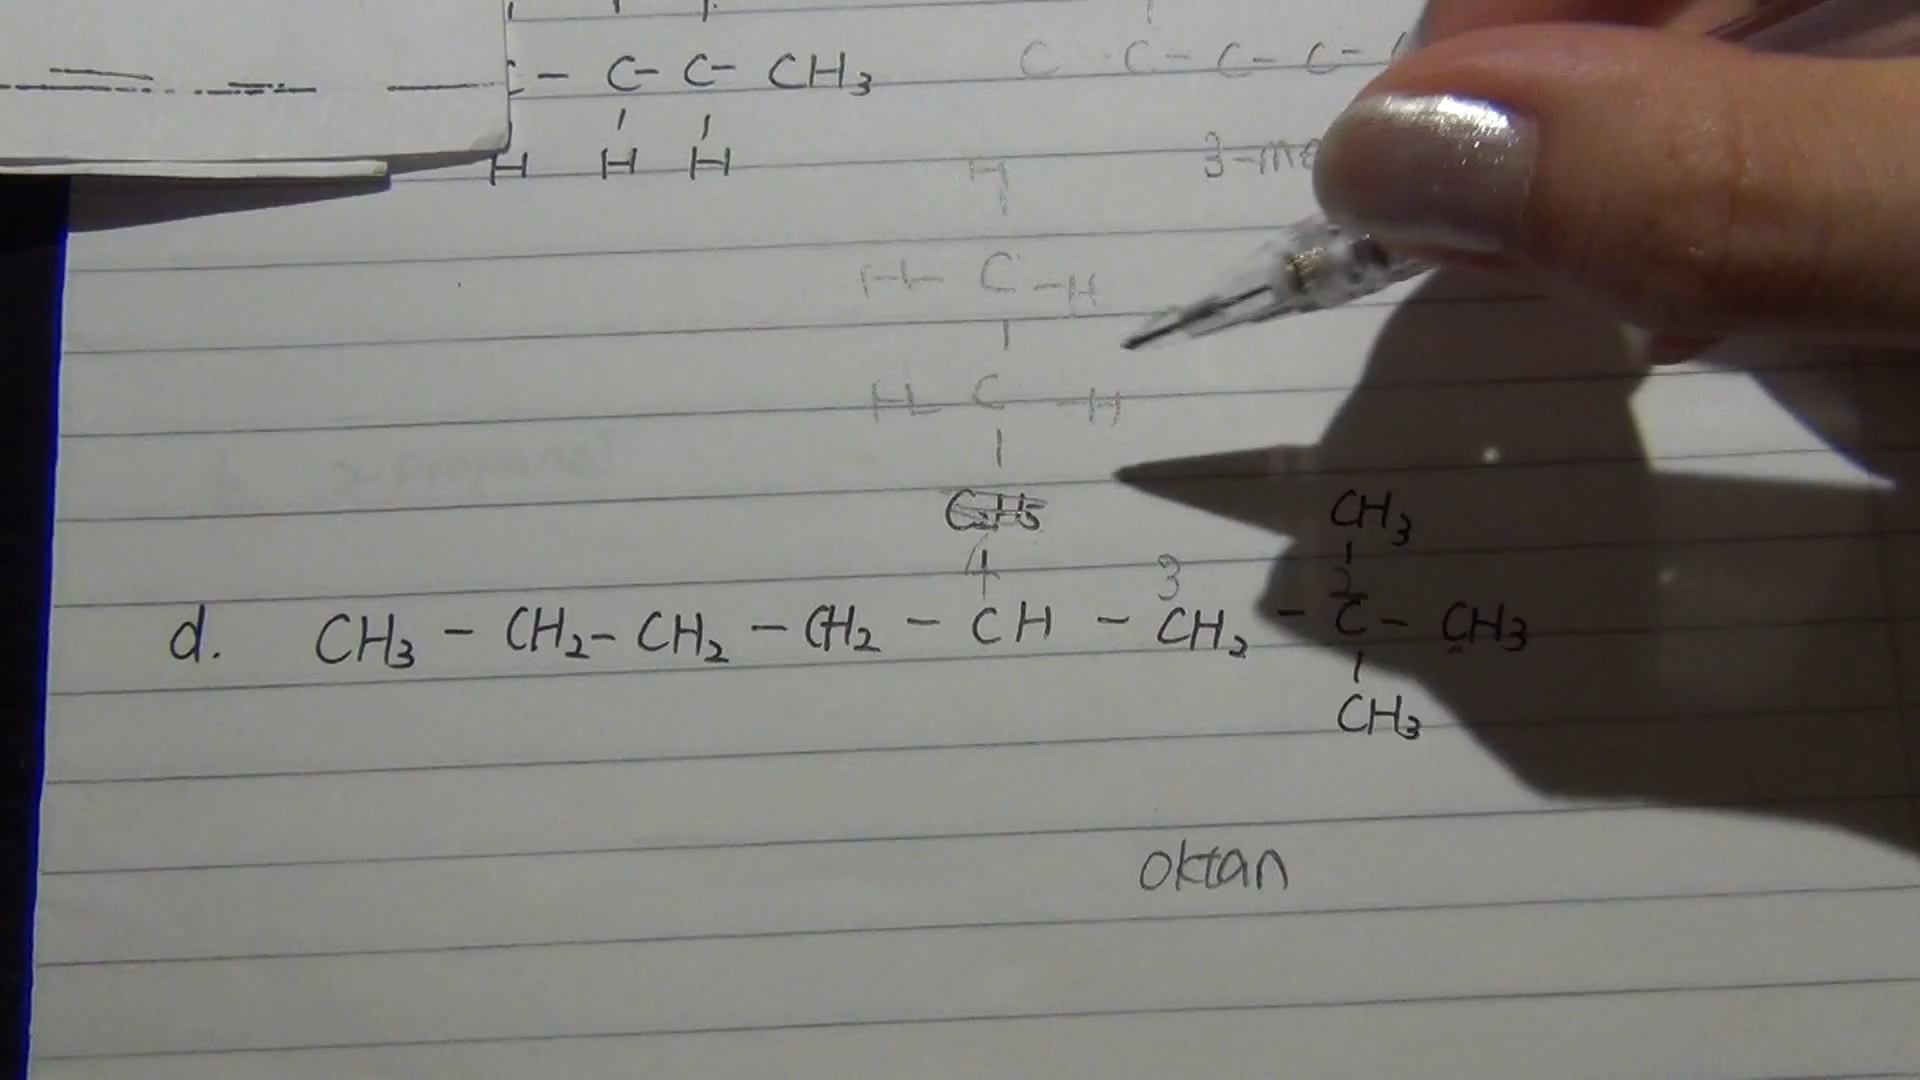 - C - C - CH3
C - C - C - C -
H H H
3-me
H
H - C - H
H - C - H
C2H5
CH3
4 3 2
d. CH3 - CH2 - CH2 - CH2 - CH - CH2 - C - CH3
CH3
oktan